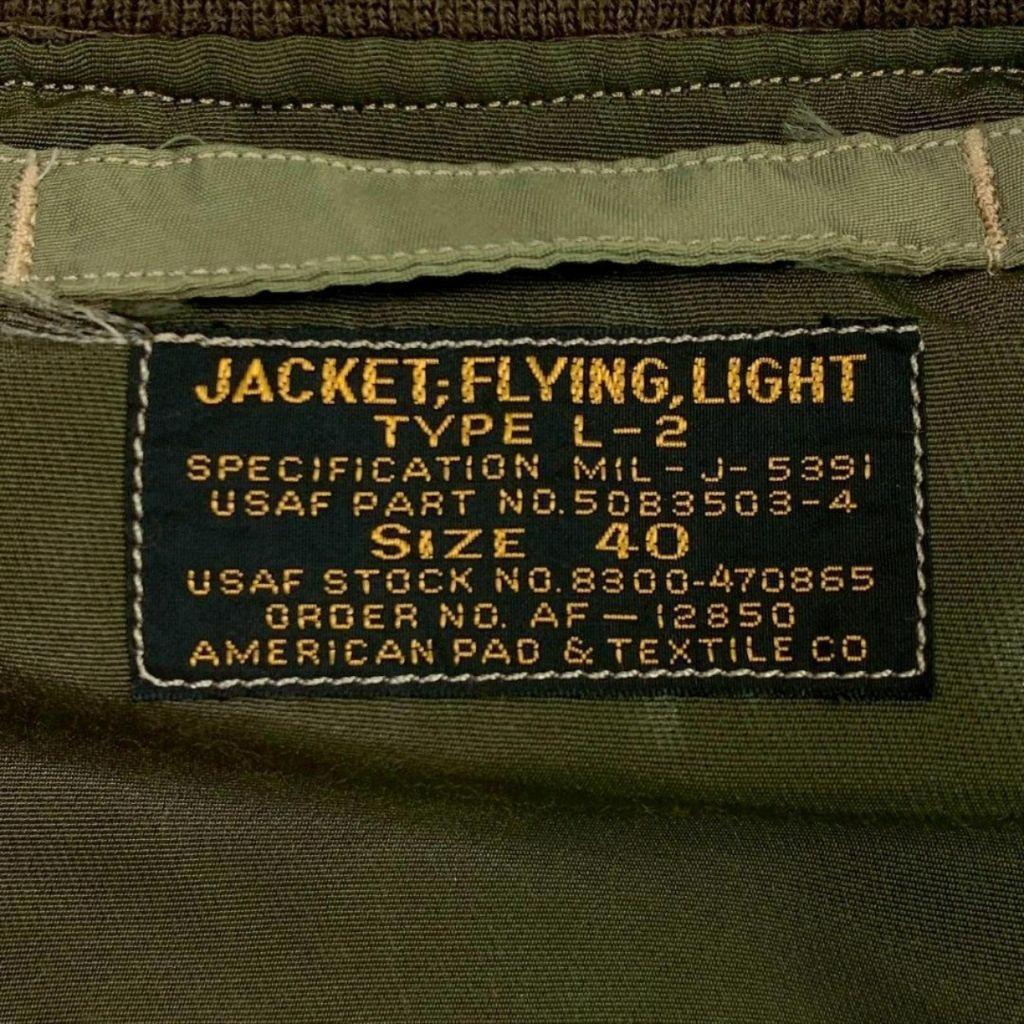 JACKET; FLYING, LIGHT
TYPE L-2
SPECIFICATION MIL-J-5391
USAF PART NO. 50B3503-4
SIZE 40
USAF STOCK NO. 8300-470865
ORDER NO. AF-12850
AMERICAN PAD & TEXTILE CO